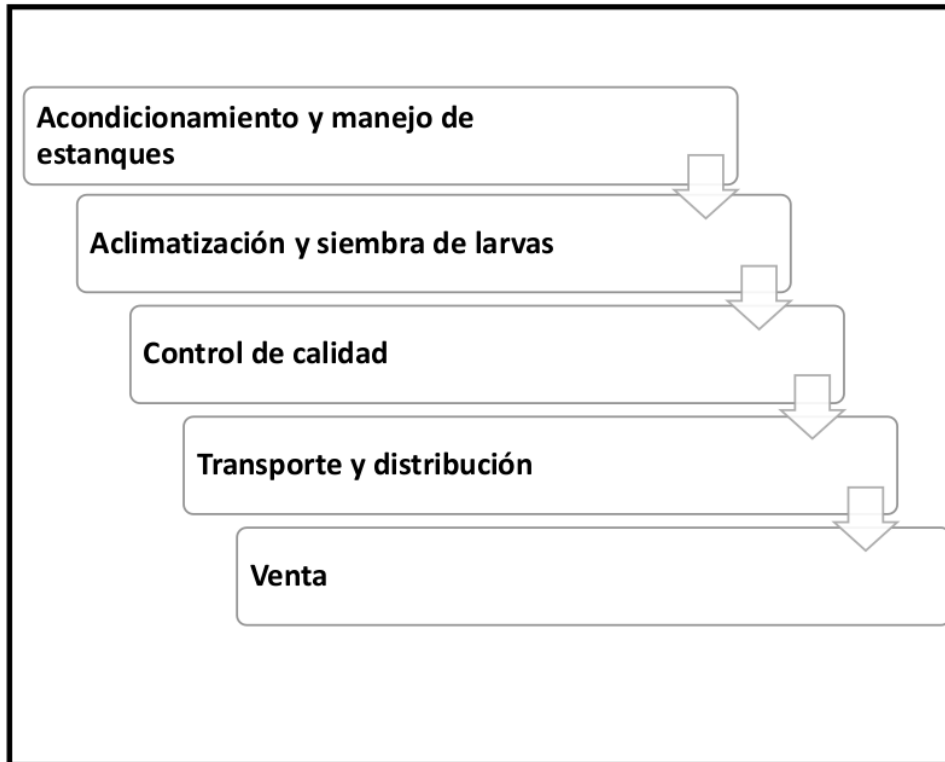 Acondicionamiento y manejo de
estanques
Aclimatización y siembra de larvas
Control de calidad
Transporte y distribución
Venta